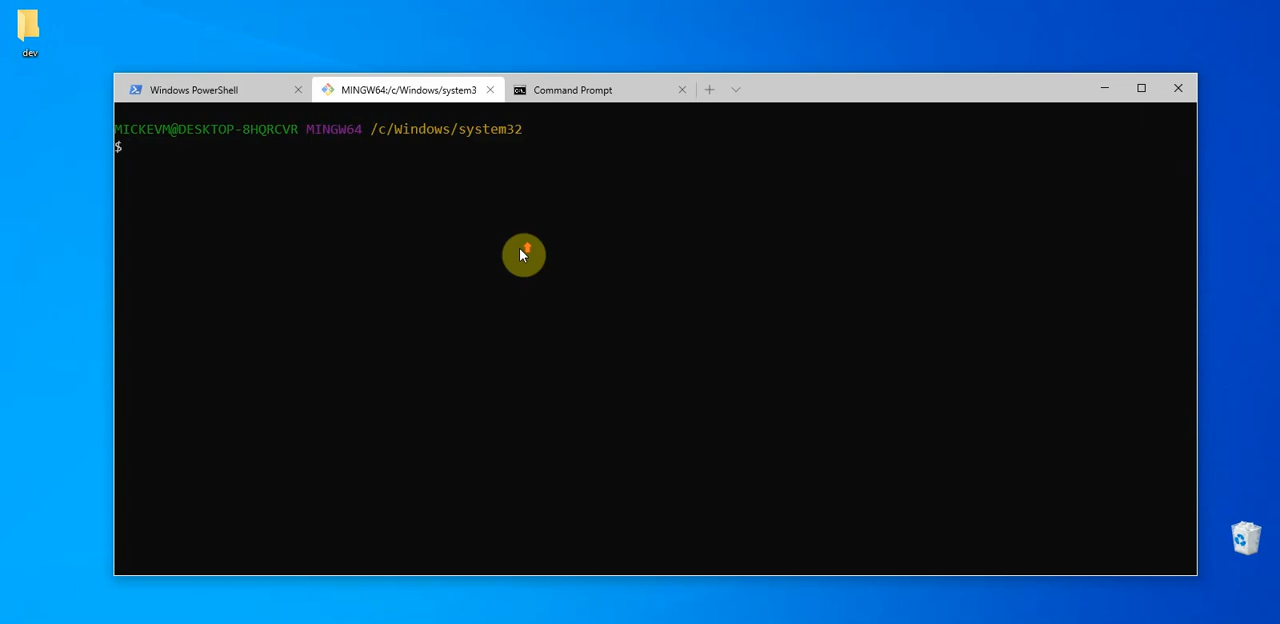 dev
Windows PowerShell
MINGW64:/c/Windows/system3
Command Prompt
MICKEVM@DESKTOP-8HQRCVR MINGW64 /c/Windows/system32
$